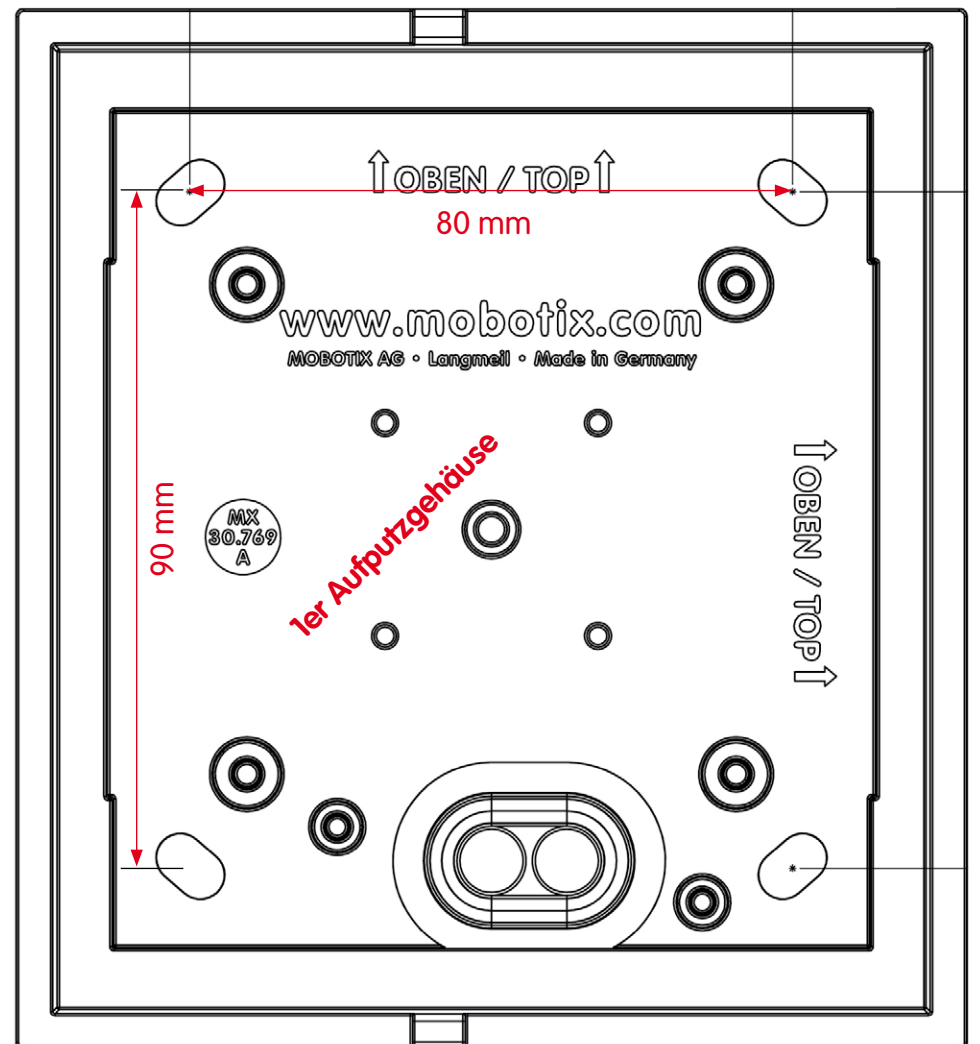 ↑OBEN / TOP↑
80 mm
www.mobotix.com
MOBOTIX AG • Langmeil • Made in Germany
1er Aufputzgehäuse
90 mm
MX
30.769
A
↑OBEN / TOP↑